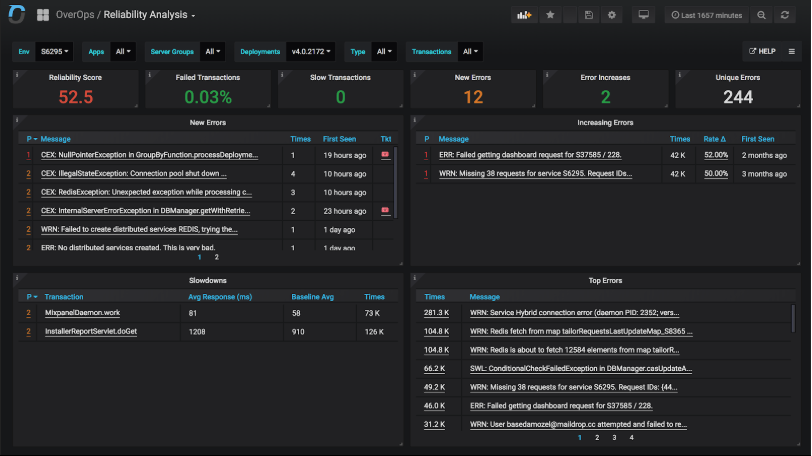 OverOps / Reliability Analysis
Last 1657 minutes
Env S6295 Apps All Server Groups All Deployments v4.0.2172 Type All Transactions All HELP
Reliability Score Failed Transactions Slow Transactions New Errors Error Increases Unique Errors
52.5 0.03% 0 12 2 244
New Errors
P Message Times First Seen Tkt
1 CEX: NullPointerException in GroupByFunction.processDeployme... 1 19 hours ago
2 CEX: IllegalStateException: Connection pool shut down ... 4 10 hours ago
2 CEX: RedisException: Unexpected exception while processing c... 3 10 hours ago
2 CEX: InternalServerErrorException in DBManager.getWithRetrie... 2 23 hours ago
2 WRN: Failed to create distributed services REDIS, trying the... 1 1 day ago
2 ERR: No distributed services created. This is very bad. 1 1 day ago
1 2
Increasing Errors
P Message Times Rate Δ First Seen
1 ERR: Failed getting dashboard request for S37585 / 228. 42 K 52.00% 2 months ago
1 WRN: Missing 38 requests for service S6295. Request IDs... 42 K 50.00% 3 months ago
Slowdowns
P Transaction Avg Response (ms) Baseline Avg Times
2 MixpanelDaemon.work 81 58 73 K
2 InstallerReportServlet.doGet 1208 910 126 K
Top Errors
Times Message
281.3 K WRN: Service Hybrid connection error (daemon PID: 2352; vers...
104.8 K WRN: Redis fetch from map tailorRequestsLastUpdateMap_S8365 ...
104.8 K WRN: Redis is about to fetch 12584 elements from map tailorR...
66.2 K SWL: ConditionalCheckFailedException in DBManager.casUpdateA...
49.2 K WRN: Missing 38 requests for service S6295. Request IDs: {44...
46.0 K ERR: Failed getting dashboard request for S37585 / 228.
31.2 K WRN: User basedamozel@maildrop.cc attempted and failed to re...
1 2 3 4